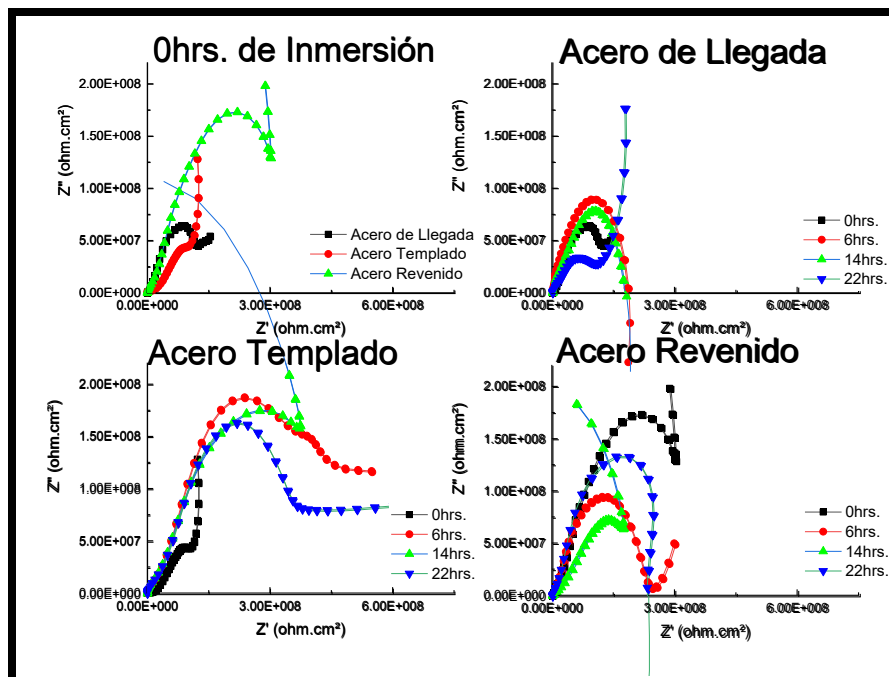 0hrs. de Inmersión
2.00E+008
1.50E+008
1.00E+008
5.00E+007
0.00E+000
Z" (ohm.cm²)
Acero de Llegada
Acero Templado
Acero Revenido
0.00E+000 3.00E+008 6.00E+008
Z' (ohm.cm²)
Acero de Llegada
2.00E+008
1.50E+008
1.00E+008
5.00E+007
0.00E+000
Z" (ohm.cm²)
0hrs.
6hrs.
14hrs.
22hrs.
0.00E+000 3.00E+008 6.00E+008
Z' (ohm.cm²)
Acero Templado
2.00E+008
1.50E+008
1.00E+008
5.00E+007
0.00E+000
Z" (ohm.cm²)
0hrs.
6hrs.
14hrs.
22hrs.
0.00E+000 3.00E+008 6.00E+008
Z' (ohm.cm²)
Acero Revenido
2.00E+008
1.50E+008
1.00E+008
5.00E+007
0.00E+000
Z" (ohm.cm²)
0hrs.
6hrs.
14hrs.
22hrs.
0.00E+000 3.00E+008 6.00E+008
Z' (ohm.cm²)